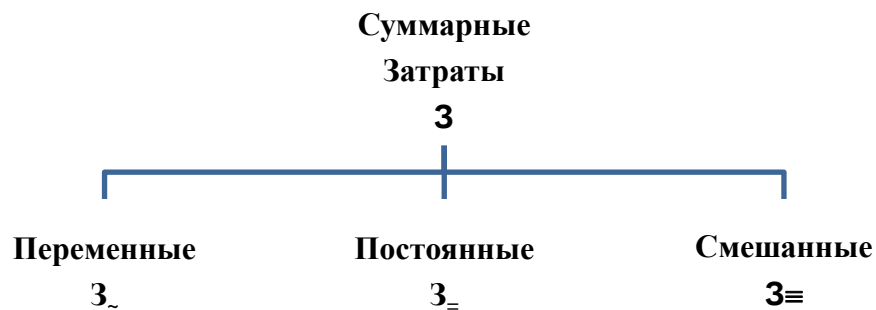 Суммарные
Затраты
З
Переменные Постоянные Смешанные
З~ З= З≡